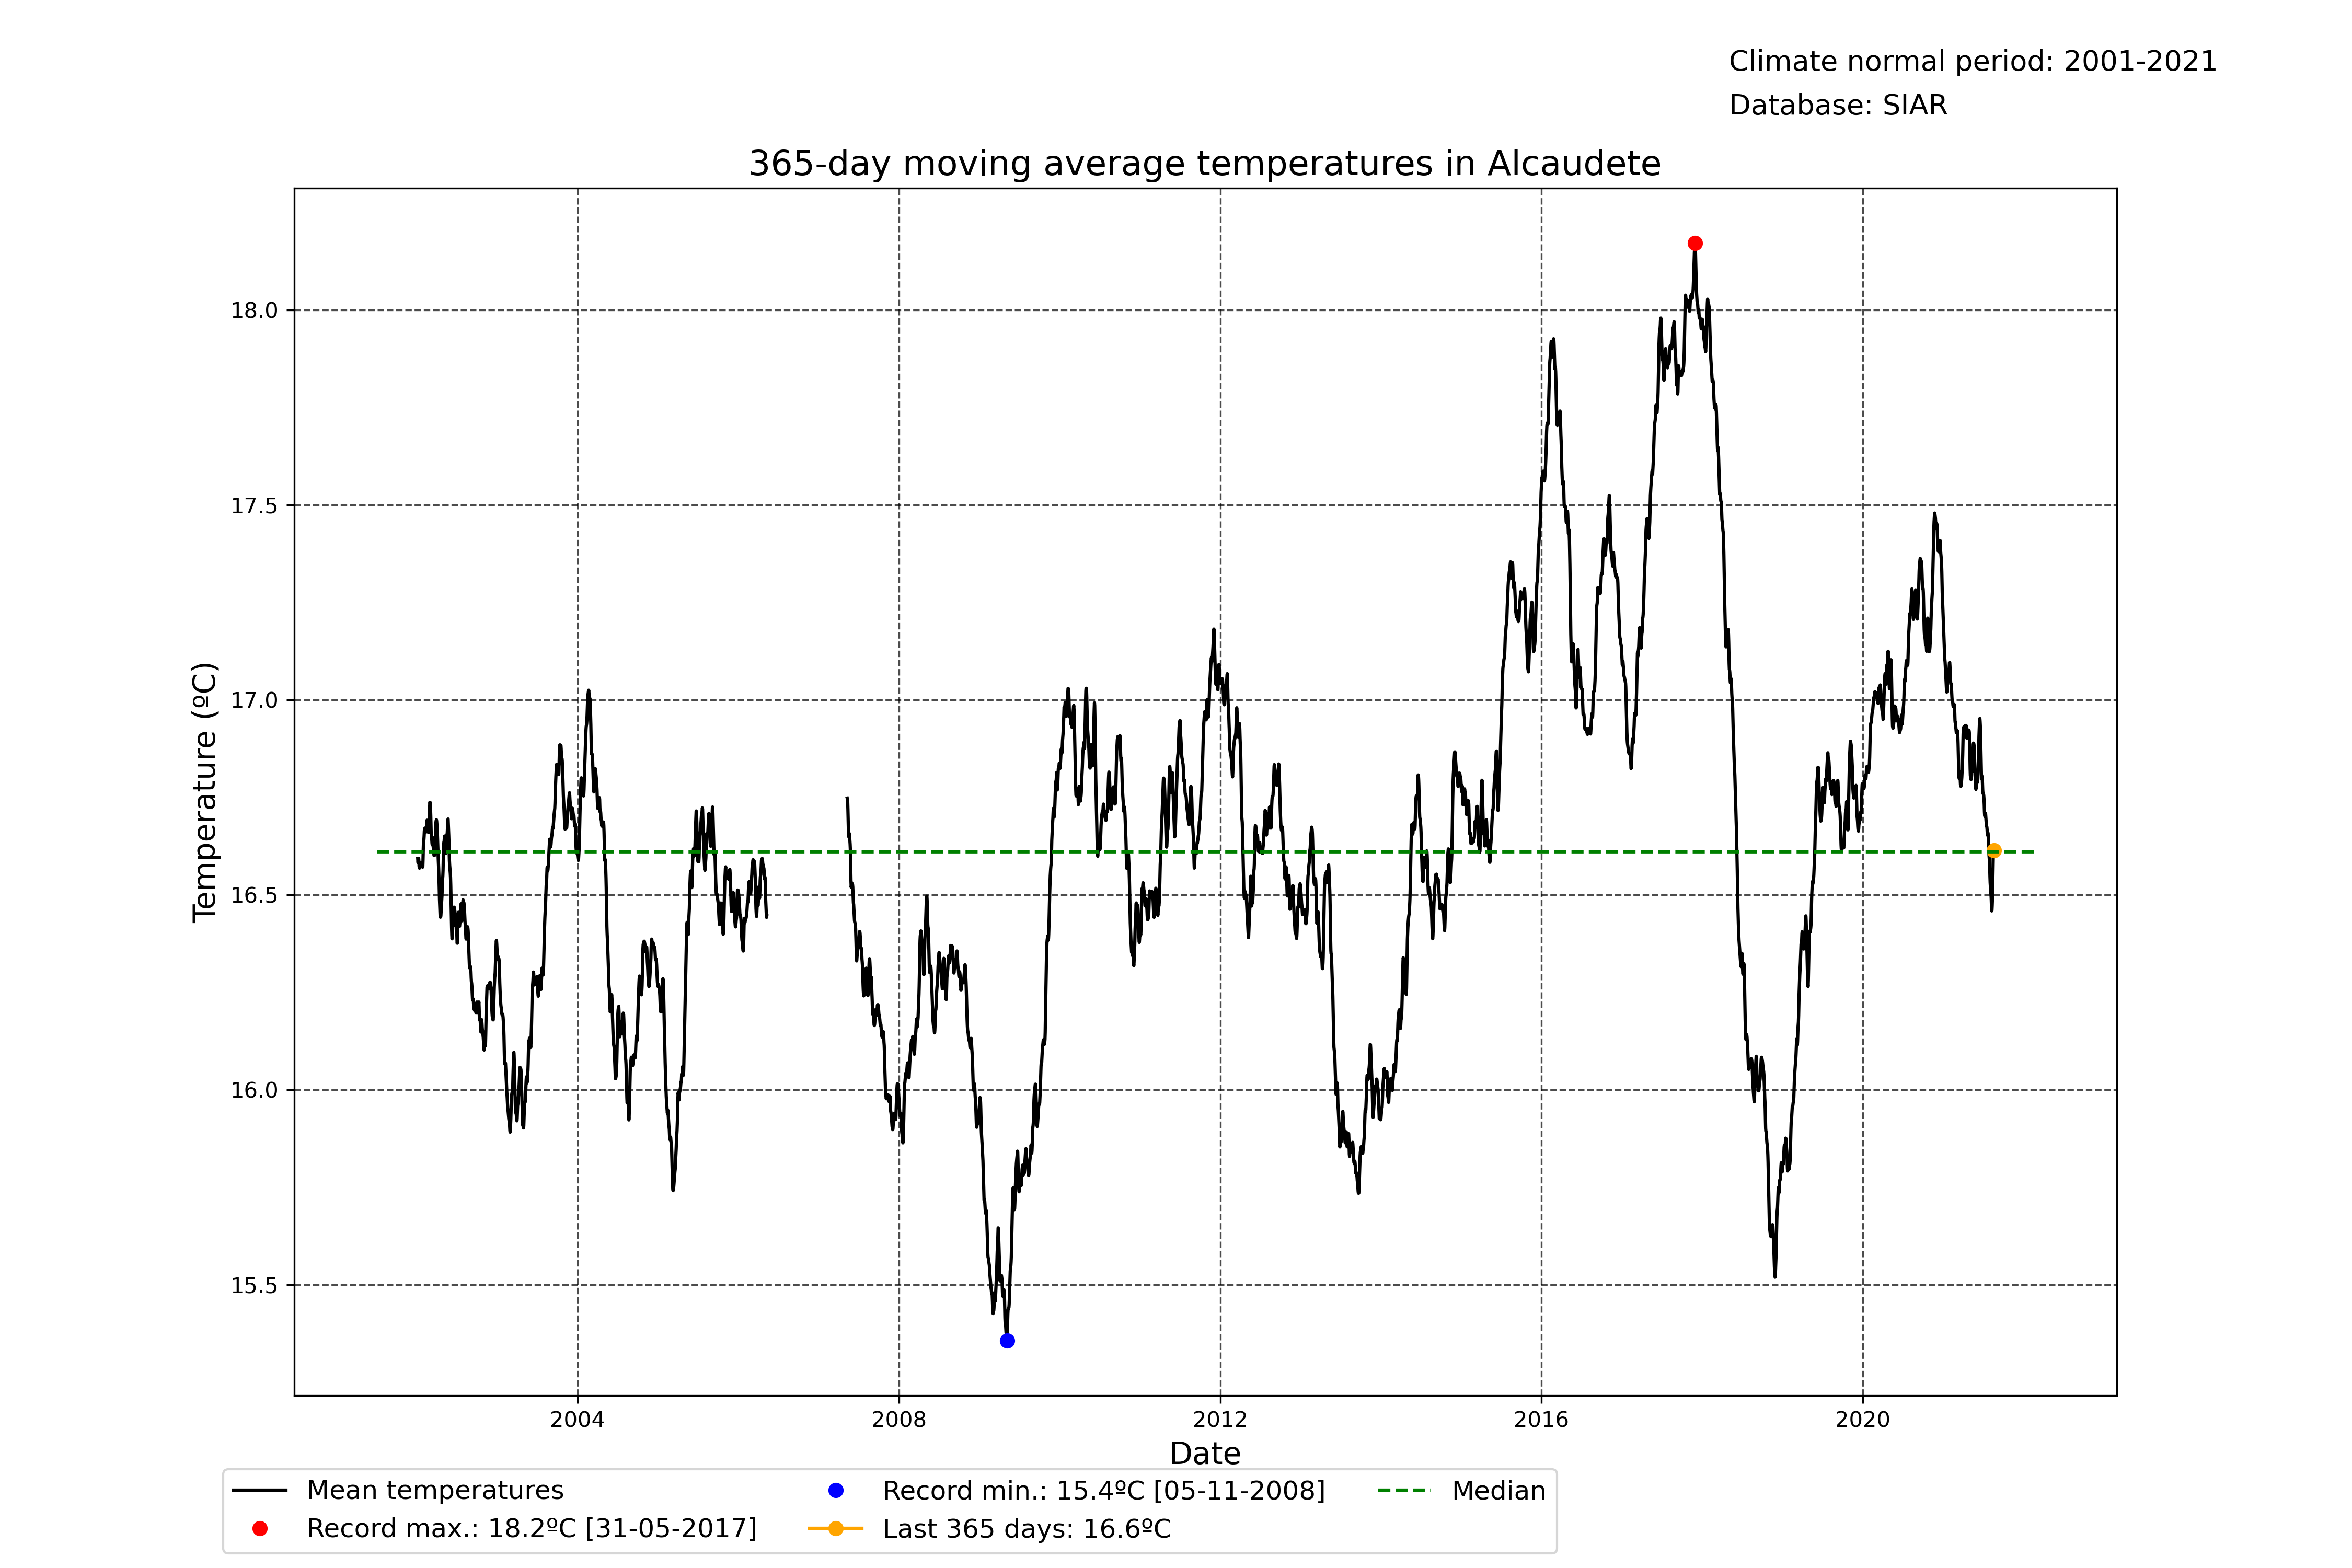 Climate normal period: 2001-2021
Database: SIAR
365-day moving average temperatures in Alcaudete
Temperature (ºC)
18.0
17.5
17.0
16.5
16.0
15.5
2004 2008 2012 2016 2020
Date
Mean temperatures
Record max.: 18.2ºC [31-05-2017]
Record min.: 15.4ºC [05-11-2008]
Last 365 days: 16.6ºC
Median